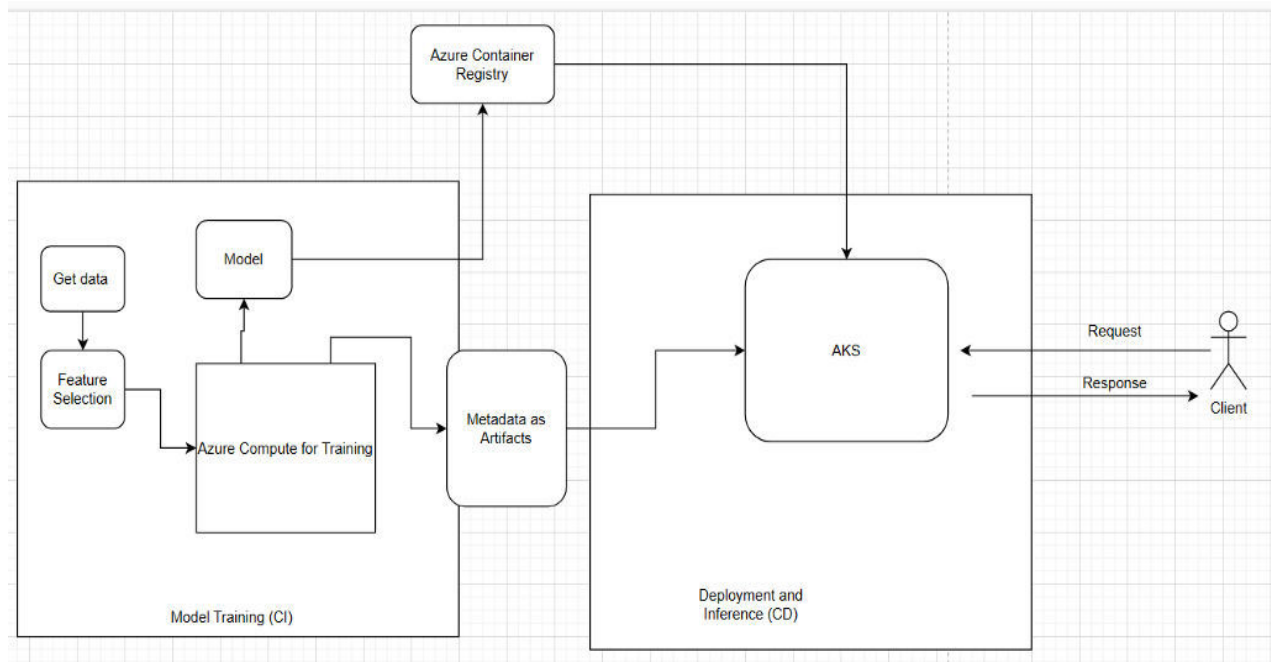 Azure Container
Registry
Model
Get data
Feature
Selection
Azure Compute for Training
Metadata as
Artifacts
AKS
Request
Response
Client
Model Training (CI)
Deployment and
Inference (CD)